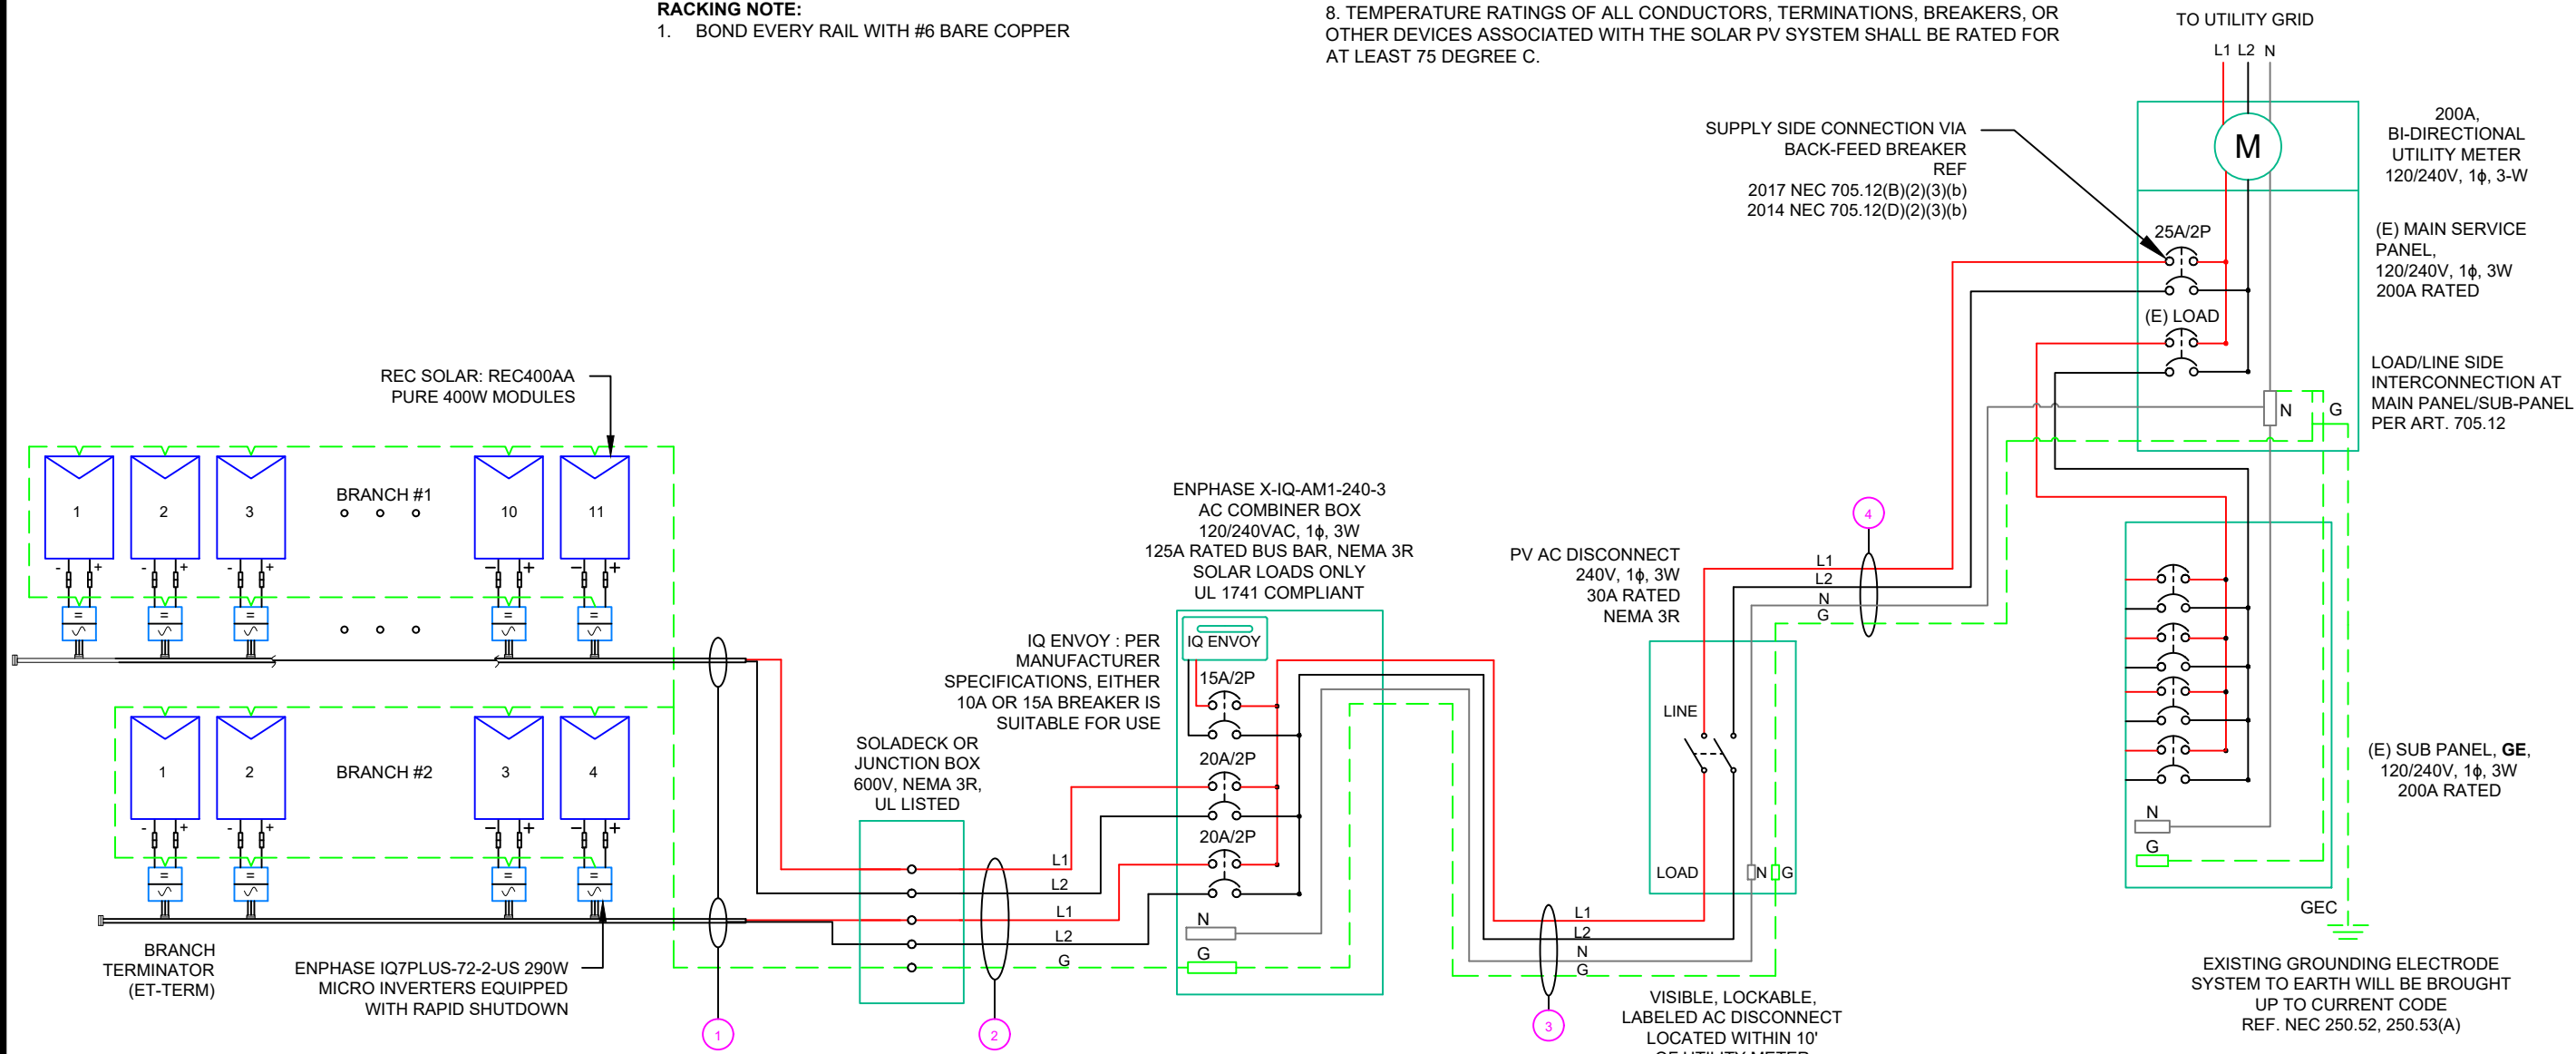 RACKING NOTE:
1. BOND EVERY RAIL WITH #6 BARE COPPER
8. TEMPERATURE RATINGS OF ALL CONDUCTORS, TERMINATIONS, BREAKERS, OR
OTHER DEVICES ASSOCIATED WITH THE SOLAR PV SYSTEM SHALL BE RATED FOR
AT LEAST 75 DEGREE C.
TO UTILITY GRID
L1 L2 N
M
200A,
BI-DIRECTIONAL
UTILITY METER
120/240V, 1ϕ, 3-W
SUPPLY SIDE CONNECTION VIA
BACK-FEED BREAKER
REF
2017 NEC 705.12(B)(2)(3)(b)
2014 NEC 705.12(D)(2)(3)(b)
25A/2P
(E) LOAD
(E) MAIN SERVICE
PANEL,
120/240V, 1ϕ, 3W
200A RATED
LOAD/LINE SIDE
INTERCONNECTION AT
MAIN PANEL/SUB-PANEL
PER ART. 705.12
N G
REC SOLAR: REC400AA
PURE 400W MODULES
BRANCH #1
1 2 3 10 11
- + - + - + - + - +
= = = = =
BRANCH #2
1 2 3 4
- + - + - + - +
= = = =
BRANCH
TERMINATOR
(ET-TERM)
ENPHASE IQ7PLUS-72-2-US 290W
MICRO INVERTERS EQUIPPED
WITH RAPID SHUTDOWN
1
SOLADECK OR
JUNCTION BOX
600V, NEMA 3R,
UL LISTED
L1
L2
L1
L2
G
2
ENPHASE X-IQ-AM1-240-3
AC COMBINER BOX
120/240VAC, 1ϕ, 3W
125A RATED BUS BAR, NEMA 3R
SOLAR LOADS ONLY
UL 1741 COMPLIANT
IQ ENVOY : PER
MANUFACTURER
SPECIFICATIONS, EITHER
10A OR 15A BREAKER IS
SUITABLE FOR USE
IQ ENVOY
15A/2P
20A/2P
20A/2P
N
G
L1
L2
N
G
3
PV AC DISCONNECT
240V, 1ϕ, 3W
30A RATED
NEMA 3R
LINE
LOAD
N G
L1
L2
N
G
4
VISIBLE, LOCKABLE,
LABELED AC DISCONNECT
LOCATED WITHIN 10'
OF UTILITY METER
(E) SUB PANEL, GE,
120/240V, 1ϕ, 3W
200A RATED
N
G
GEC
EXISTING GROUNDING ELECTRODE
SYSTEM TO EARTH WILL BE BROUGHT
UP TO CURRENT CODE
REF. NEC 250.52, 250.53(A)